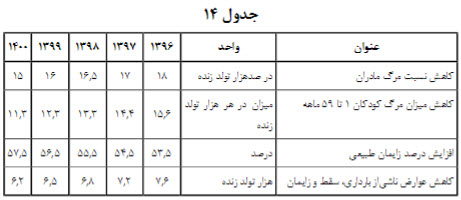 جدول ۱۴
عنوان واحد ۱۳۹۶ ۱۳۹۷ ۱۳۹۸ ۱۳۹۹ ۱۴۰۰
کاهش نسبت مرگ مادران در صدهزار تولد زنده ۱۸ ۱۷ ۱۶,۵ ۱۶ ۱۵
کاهش میزان مرگ کودکان ۱ تا ۵۹ ماهه میزان در هر هزار تولد زنده ۱۵,۶ ۱۴,۴ ۱۳,۳ ۱۲,۳ ۱۱,۳
افزایش درصد زایمان طبیعی درصد ۵۳,۵ ۵۴,۵ ۵۵,۵ ۵۶,۵ ۵۷,۵
کاهش عوارض ناشی از بارداری، سقط و زایمان هزار تولد زنده ۷,۶ ۷,۲ ۶,۸ ۶,۵ ۶,۲